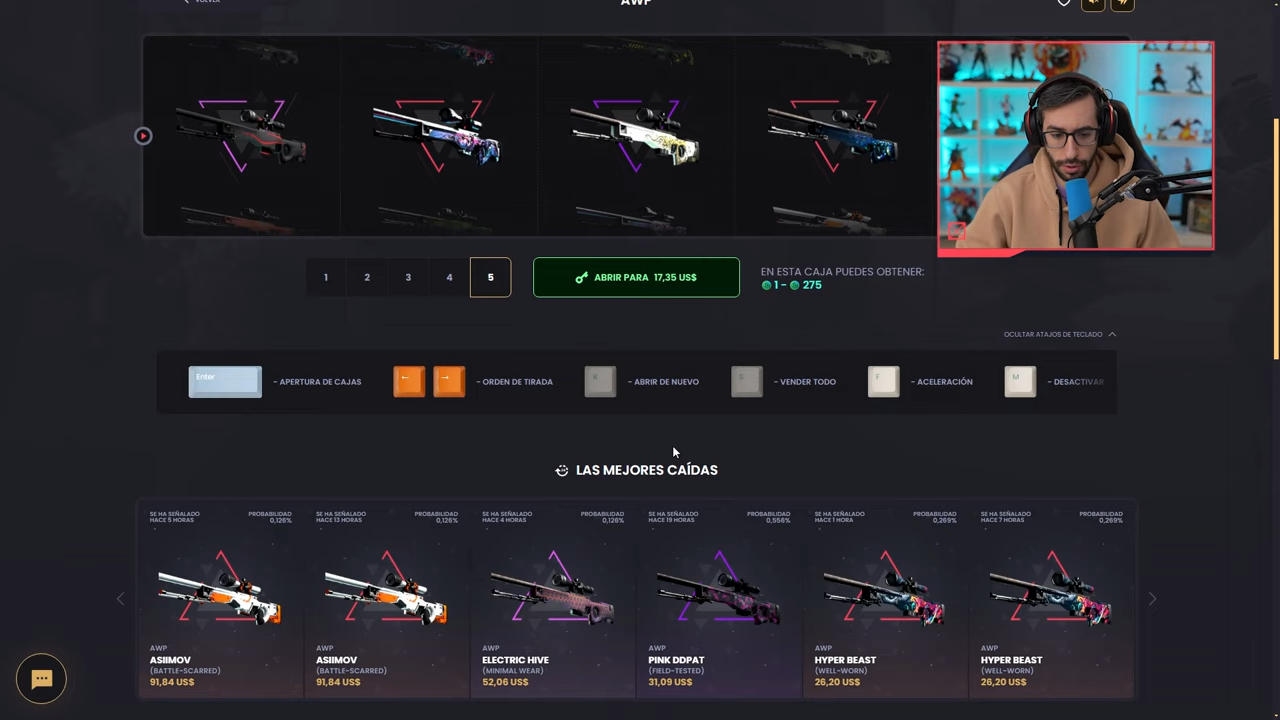 VOLVER
AWP
1 2 3 4 5
ABRIR PARA 17,35 US$
EN ESTA CAJA PUEDES OBTENER:
1 - 275
OCULTAR ATAJOS DE TECLADO
Enter - APERTURA DE CAJAS
← → - ORDEN DE TIRADA
- ABRIR DE NUEVO
S - VENDER TODO
F - ACELERACIÓN
M - DESACTIVAR
LAS MEJORES CAÍDAS
SE HA SEÑALADO
HACE 5 HORAS
PROBABILIDAD
0,126%
AWP
ASIIMOV
(BATTLE-SCARRED)
91,84 US$
SE HA SEÑALADO
HACE 13 HORAS
PROBABILIDAD
0,126%
AWP
ASIIMOV
(BATTLE-SCARRED)
91,84 US$
SE HA SEÑALADO
HACE 4 HORAS
PROBABILIDAD
0,126%
AWP
ELECTRIC HIVE
(MINIMAL WEAR)
52,06 US$
SE HA SEÑALADO
HACE 19 HORAS
PROBABILIDAD
0,556%
AWP
PINK DDPAT
(FIELD-TESTED)
31,09 US$
SE HA SEÑALADO
HACE 1 HORA
PROBABILIDAD
0,269%
AWP
HYPER BEAST
(WELL-WORN)
26,20 US$
SE HA SEÑALADO
HACE 7 HORAS
PROBABILIDAD
0,269%
AWP
HYPER BEAST
(WELL-WORN)
26,20 US$